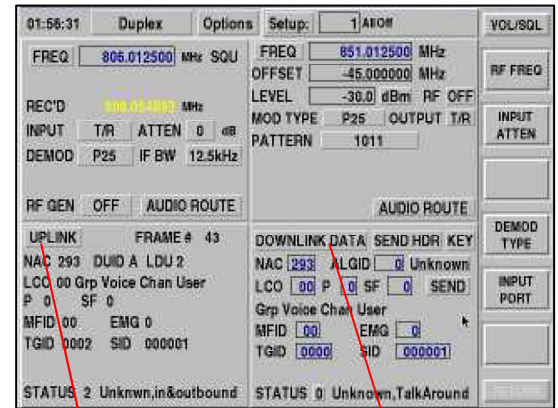 01:56:31 Duplex Options Setup: 1 All Off VOL/SQL
FREQ 806.012500 MHz SQU
REC'D MHz
INPUT T/R ATTEN 0 dB
DEMOD P25 IF BW 12.5kHz
RF GEN OFF AUDIO ROUTE
FREQ 851.012500 MHz
OFFSET -45.000000 MHz
LEVEL -30.0 dBm RF OFF
MOD TYPE P25 OUTPUT T/R
PATTERN 1011
AUDIO ROUTE
UPLINK FRAME # 43
NAC 293 DUID A LDU 2
LCO 00 Grp Voice Chan User
P 0 SF 0
MFID 00 EMG 0
TGID 0002 SID 000001
STATUS 2 Unknwn,in&outbound
DOWNLINK DATA SEND HDR KEY
NAC 293 ALGID 0 Unknown
LCO 00 P 0 SF 0 SEND
Grp Voice Chan User
MFID 00 EMG 0
TGID 0000 SID 000001
STATUS 0 Unknown,TalkAround
RF FREQ
INPUT
ATTEN
DEMOD
TYPE
INPUT
PORT